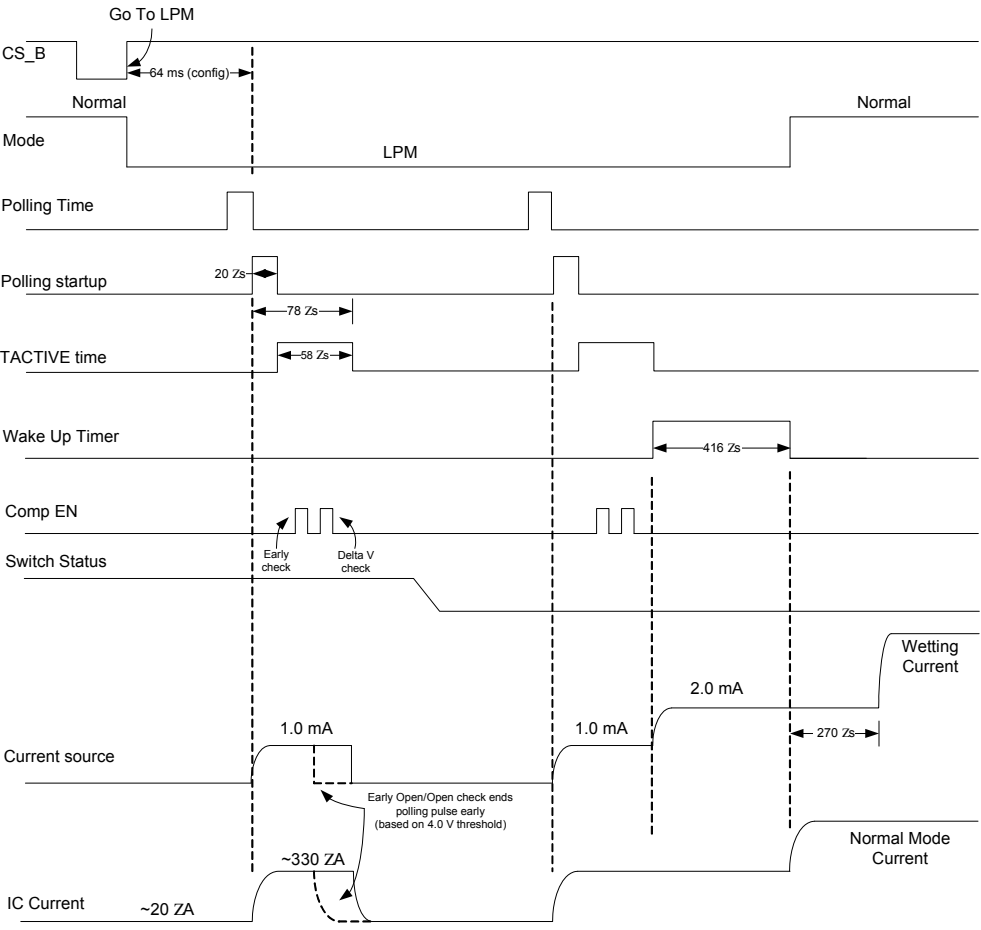 Go To LPM
CS_B
64 ms (config)
Normal
Normal
Mode
LPM
Polling Time
20 Zs
Polling startup
78 Zs
TACTIVE time
58 Zs
Wake Up Timer
416 Zs
Comp EN
Early
check
Delta V
check
Switch Status
Wetting
Current
2.0 mA
1.0 mA
1.0 mA
270 Zs
Current source
Early Open/Open check ends
polling pulse early
(based on 4.0 V threshold)
Normal Mode
Current
~330 ZA
IC Current
~20 ZA